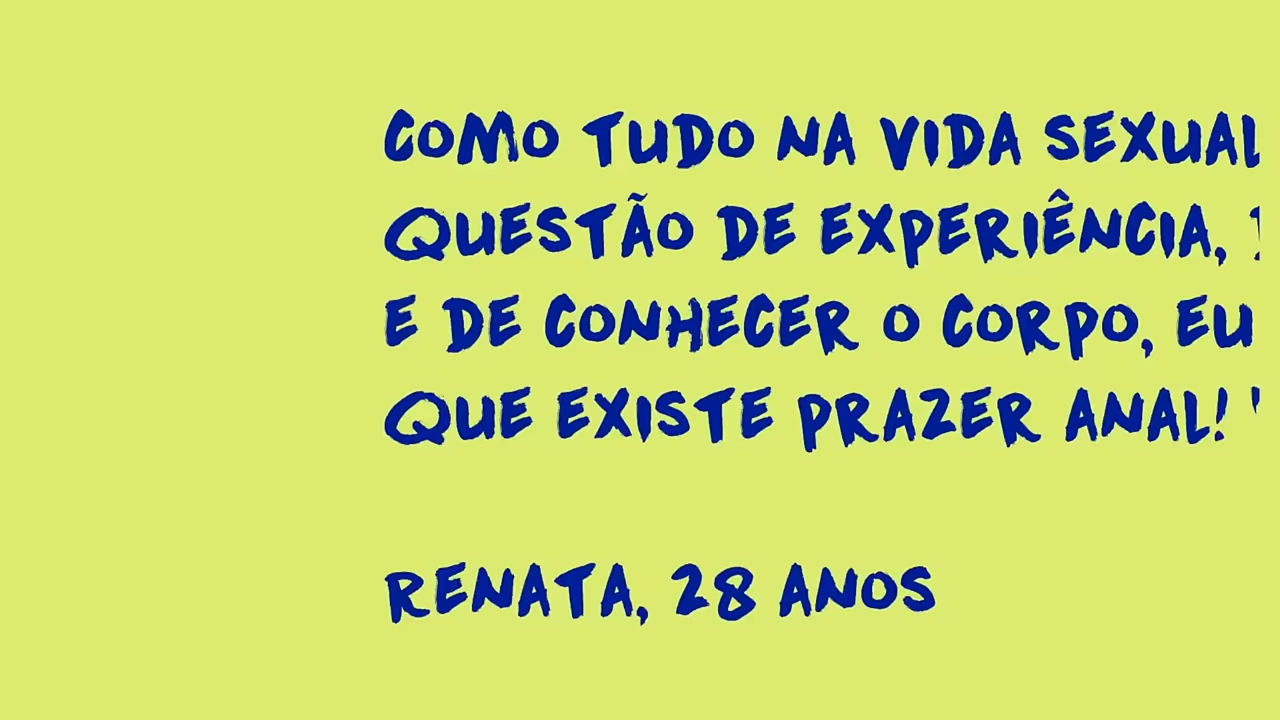 COMO TUDO NA VIDA SEXUAL
QUESTÃO DE EXPERIÊNCIA,
E DE CONHECER O CORPO, EU
QUE EXISTE PRAZER ANAL! "
RENATA, 28 ANOS